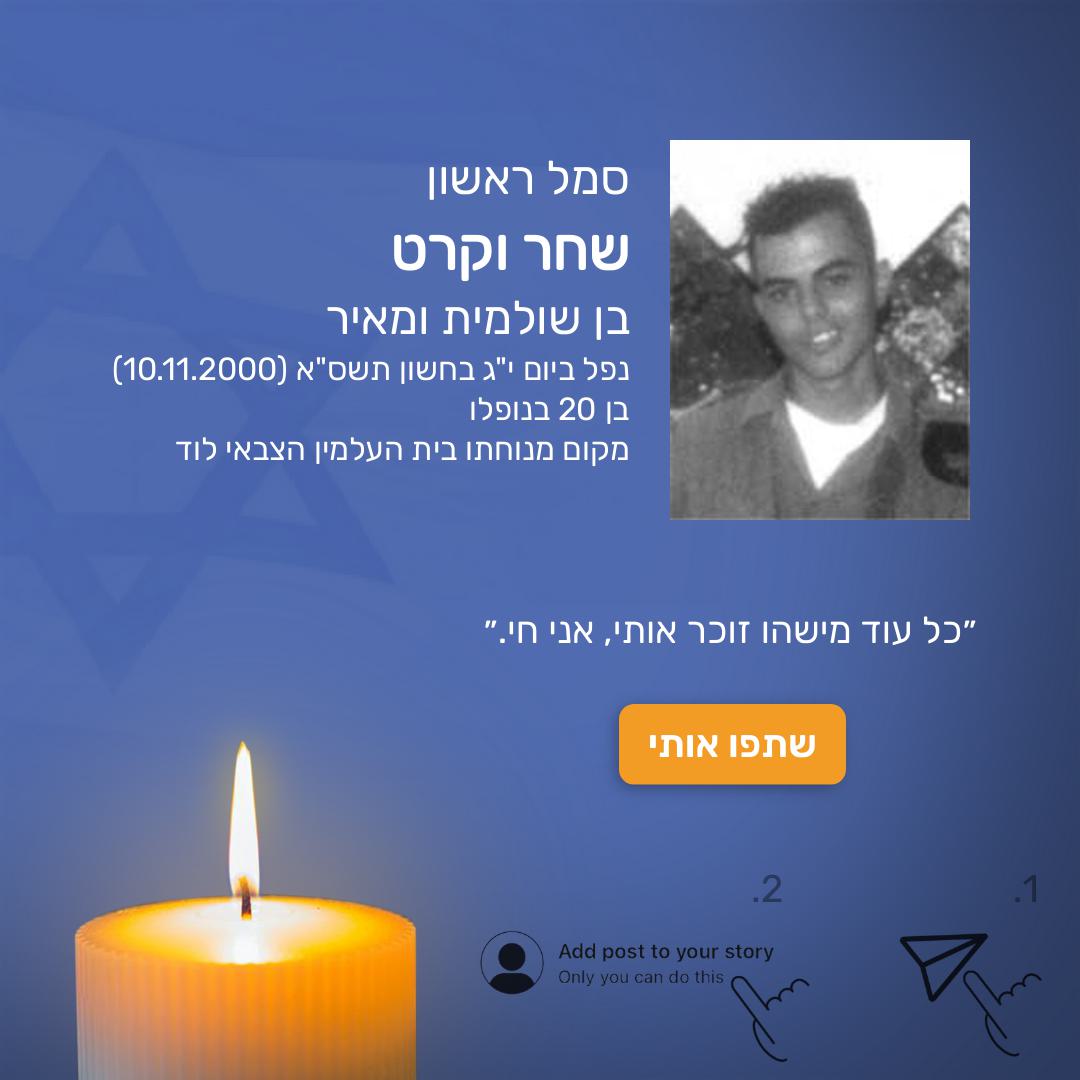 סמל ראשון
שחר וקרט
בן שולמית ומאיר
נפל ביום י"ג בחשון תשס"א (10.11.2000)
בן 20 בנופלו
מקום מנוחתו בית העלמין הצבאי לוד
״כל עוד מישהו זוכר אותי, אני חי.״
שתפו אותי
1.
2.
Add post to your story
Only you can do this